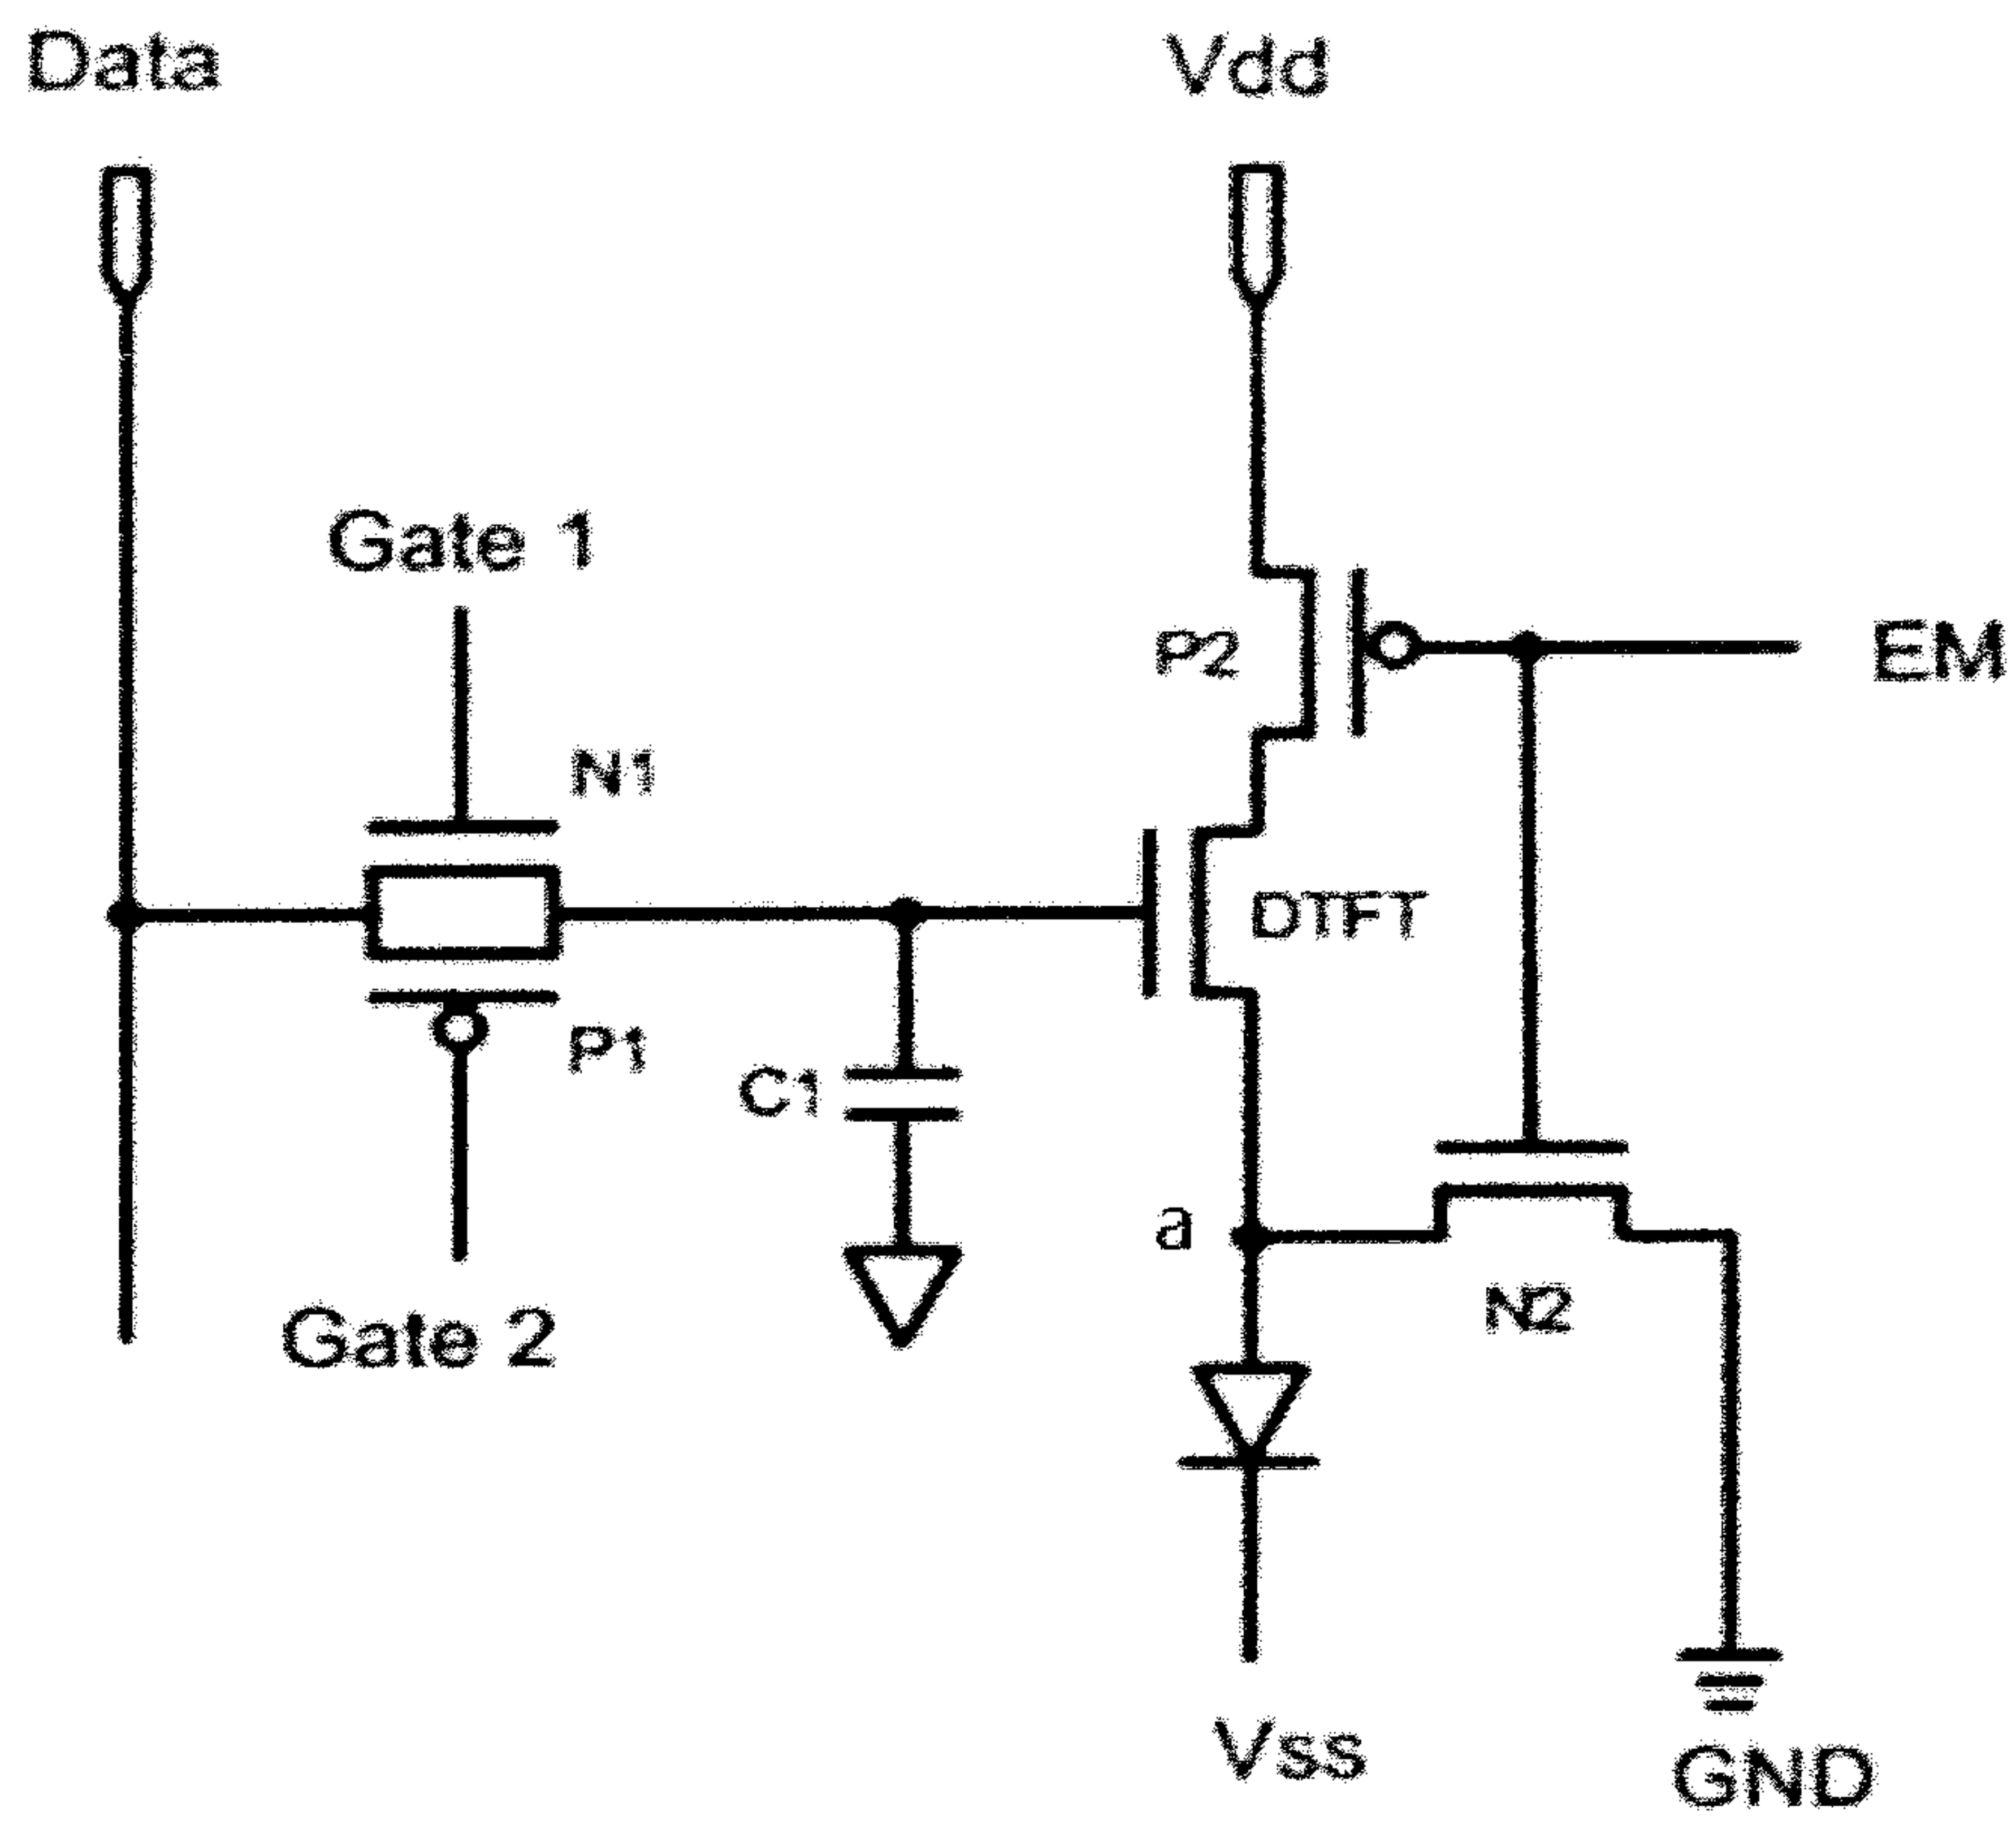 Data
Vdd
Gate 1
P2
EM
N1
DTFT
P1
C1
a
N2
Gate 2
Vss
GND